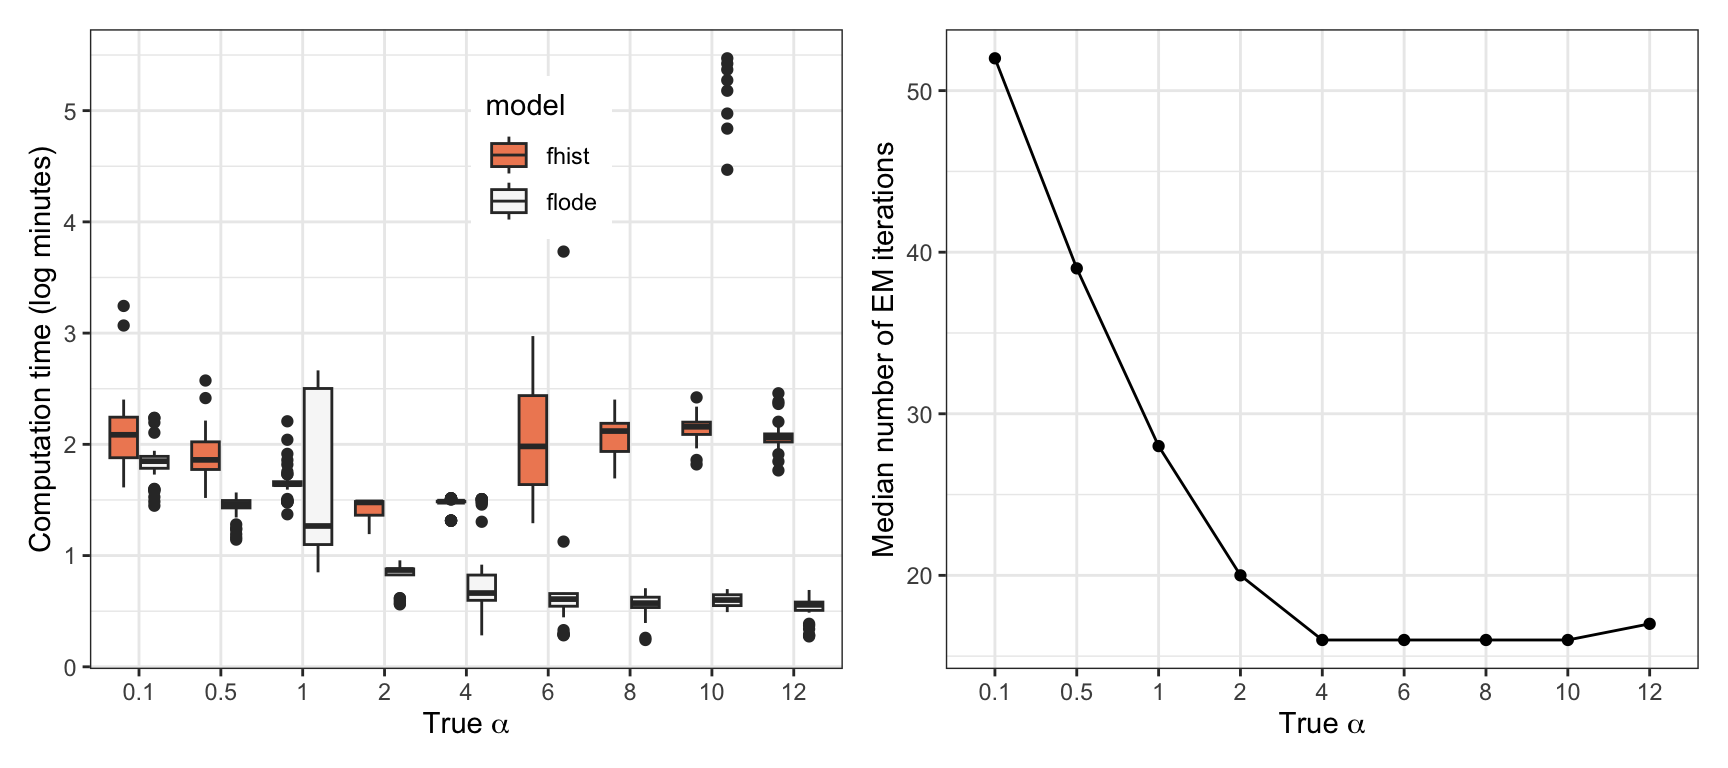 Computation time (log minutes)
5
4
3
2
1
0
model
fhist
flode
0.1 0.5 1 2 4 6 8 10 12
True α
Median number of EM iterations
50
40
30
20
0.1 0.5 1 2 4 6 8 10 12
True α